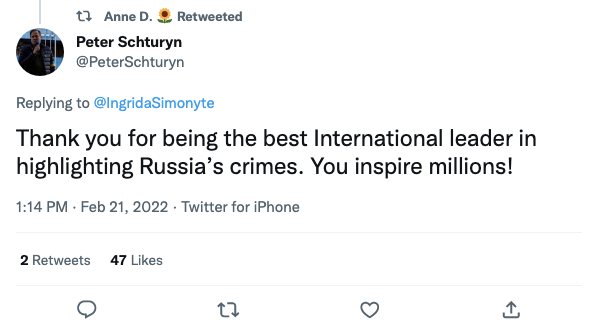 Anne D. 🌻 Retweeted
Peter Schturyn
@PeterSchturyn
Replying to @IngridaSimonyte
Thank you for being the best International leader in
highlighting Russia’s crimes. You inspire millions!
1:14 PM · Feb 21, 2022 · Twitter for iPhone
2 Retweets 47 Likes